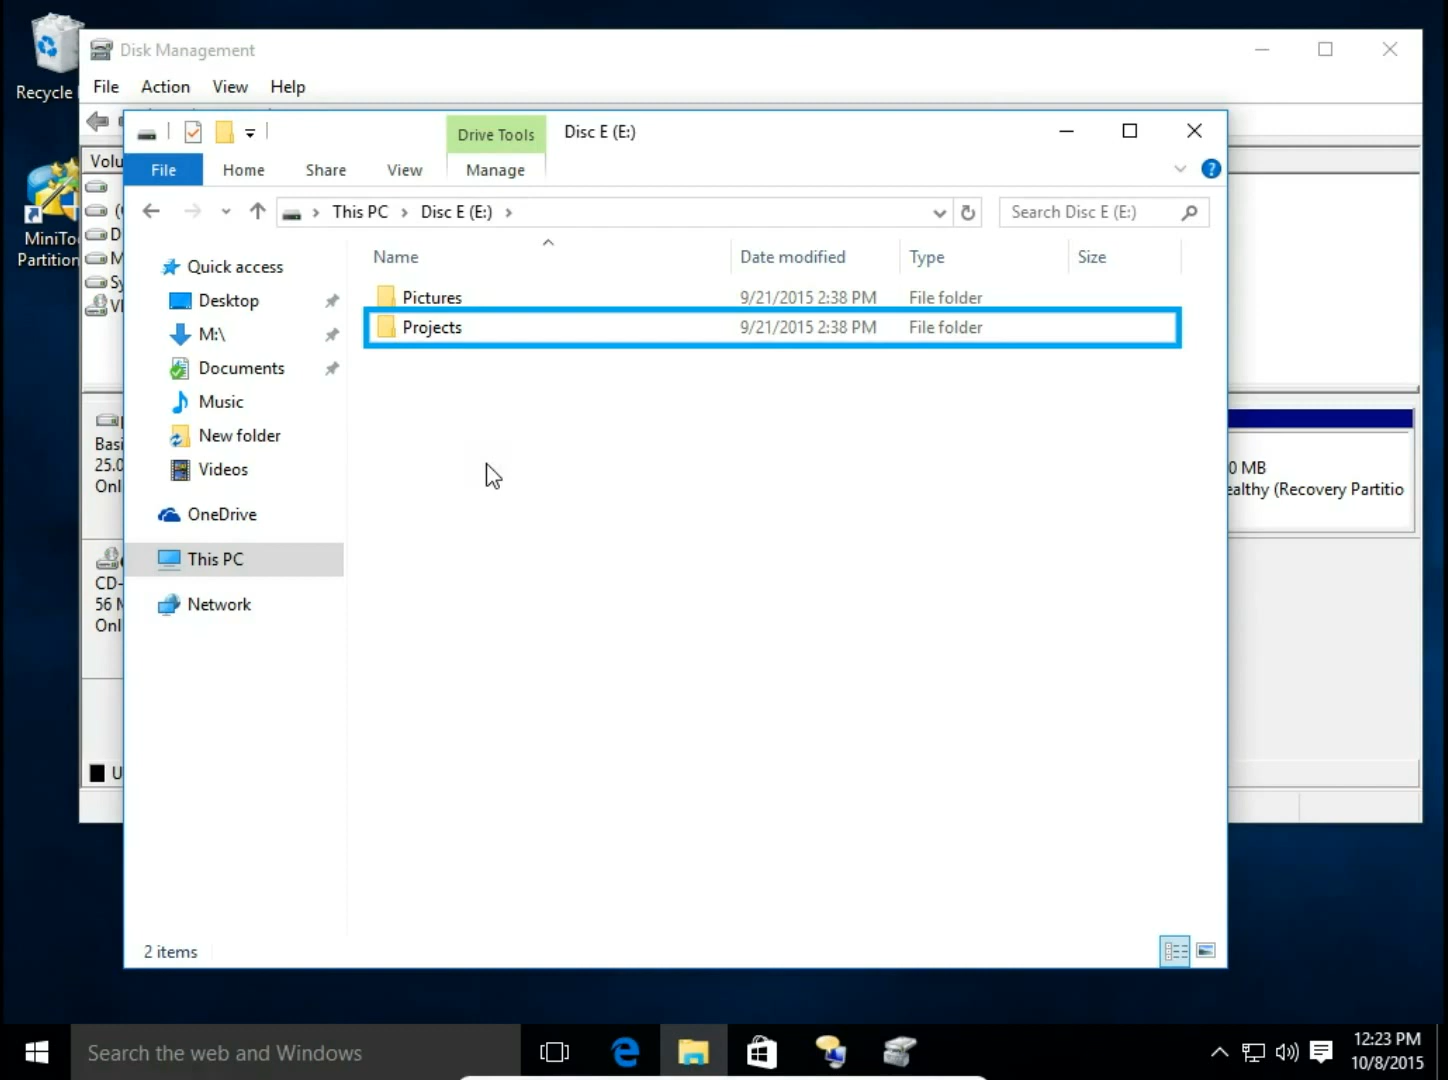 Recycle
Disk Management
File Action View Help
Drive Tools
Disc E (E:)
File Home Share View Manage
This PC Disc E (E:)
Search Disc E (E:)
MiniTo
Partition
Volu
(
D
M
Sy
VI
Name Date modified Type Size
Pictures 9/21/2015 2:38 PM File folder
Projects 9/21/2015 2:38 PM File folder
Quick access
Desktop
M:\
Documents
Music
New folder
Videos
OneDrive
This PC
Network
Basi
25.0
Onl
CD-
56 M
Onl
0 MB
ealthy (Recovery Partitio
U
2 items
Search the web and Windows
12:23 PM
10/8/2015